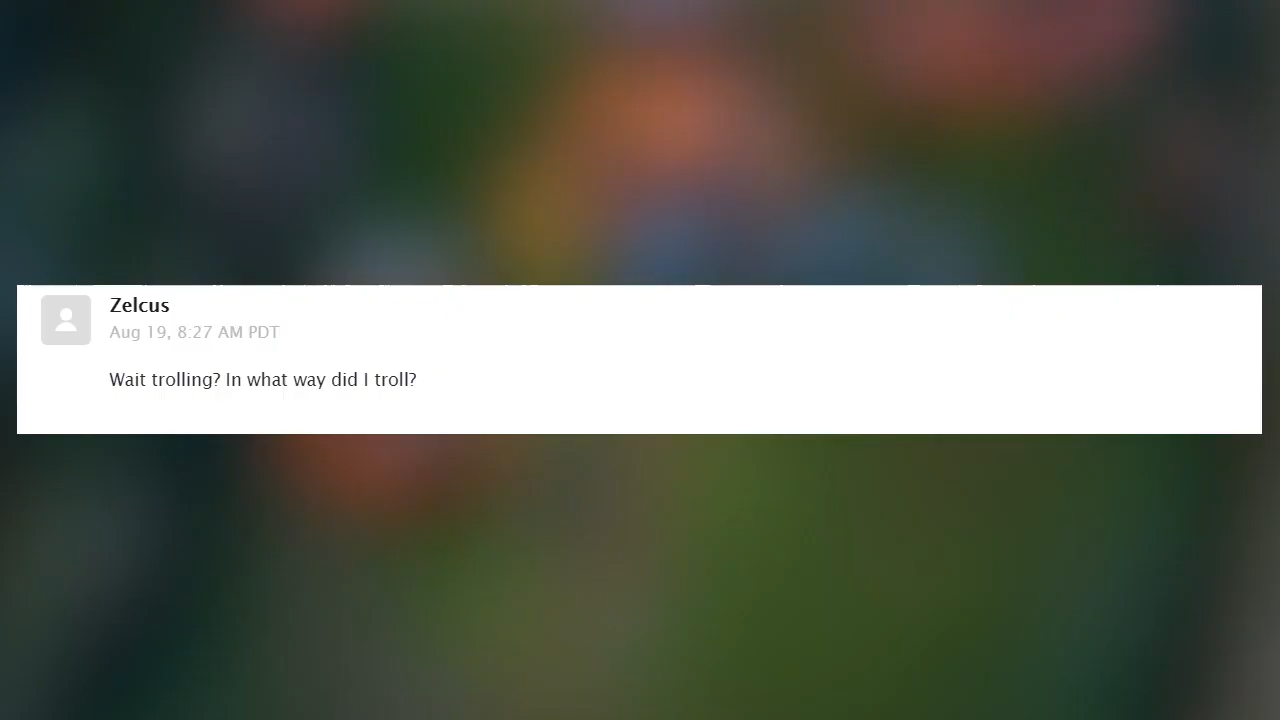 Zelcus
Aug 19, 8:27 AM PDT
Wait trolling? In what way did I troll?